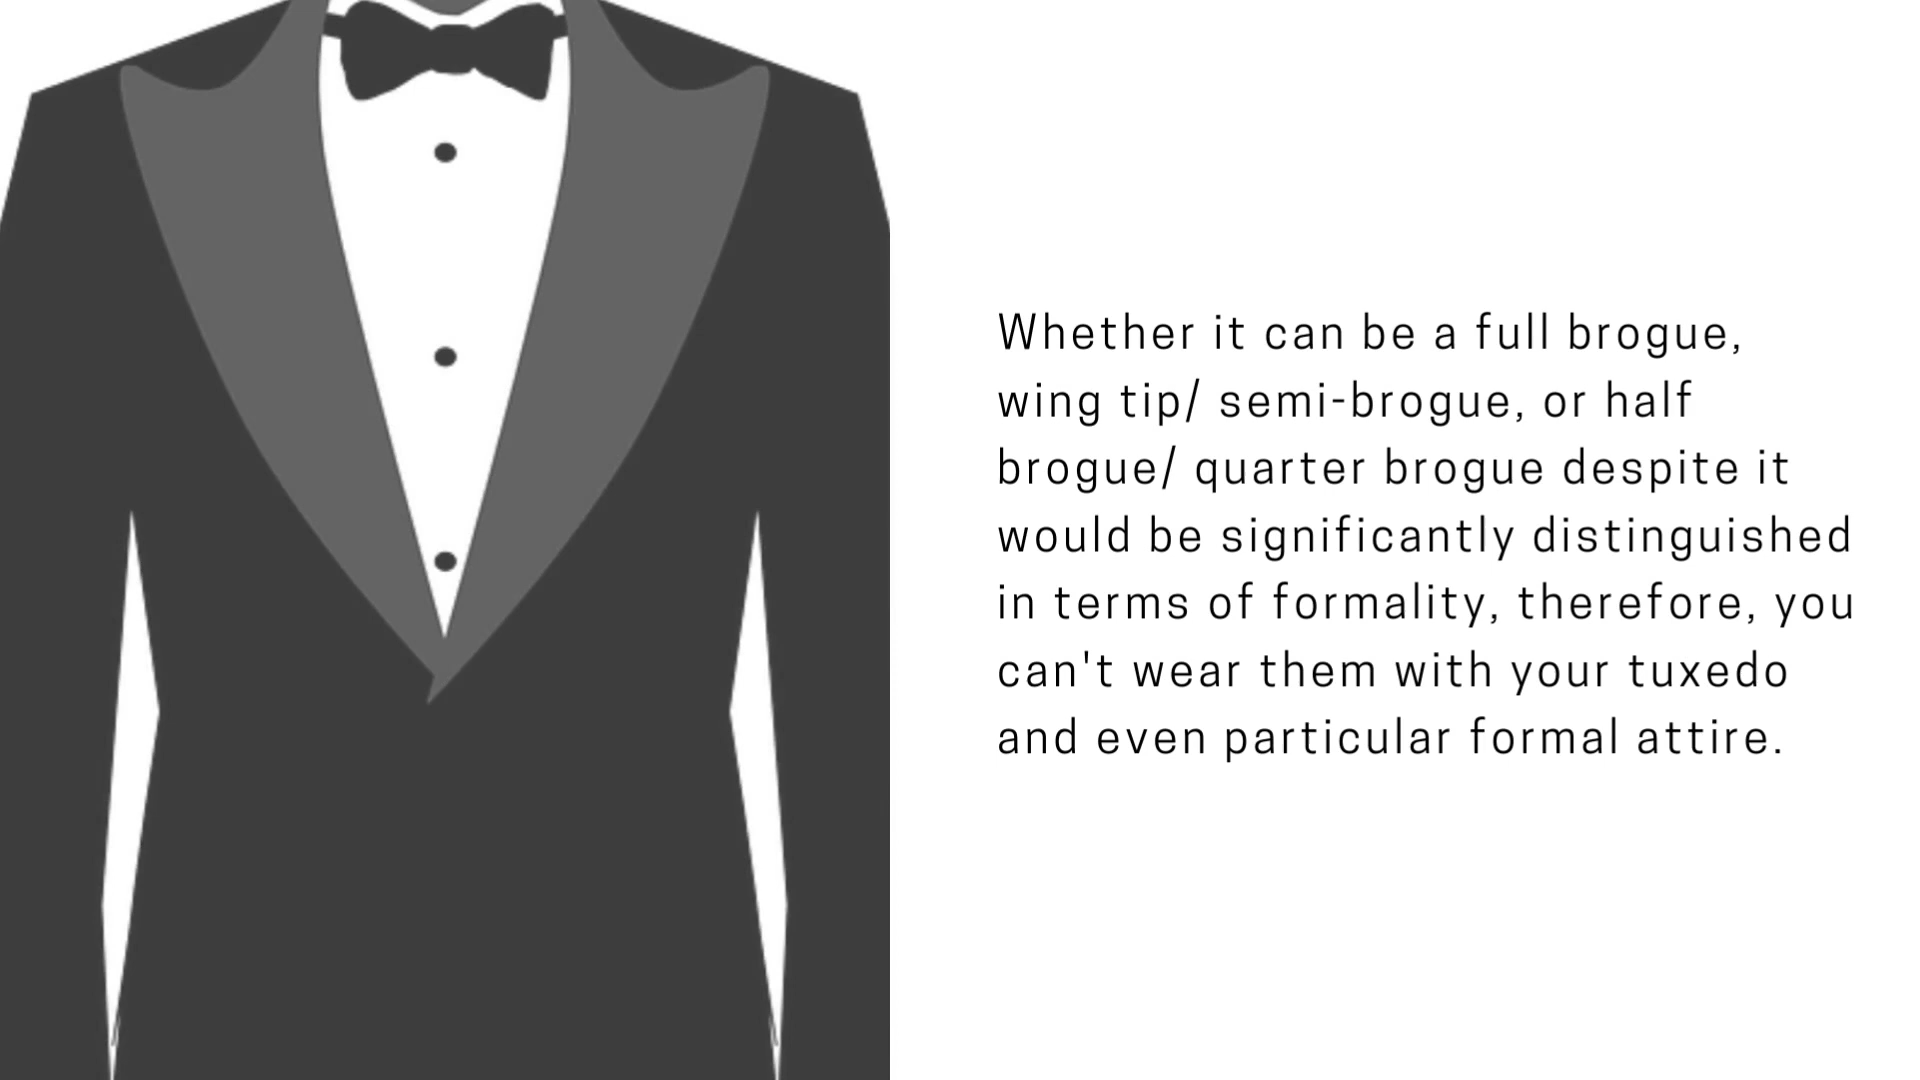 Whether it can be a full brogue,
wing tip/ semi-brogue, or half
brogue/ quarter brogue despite it
would be significantly distinguished
in terms of formality, therefore, you
can't wear them with your tuxedo
and even particular formal attire.